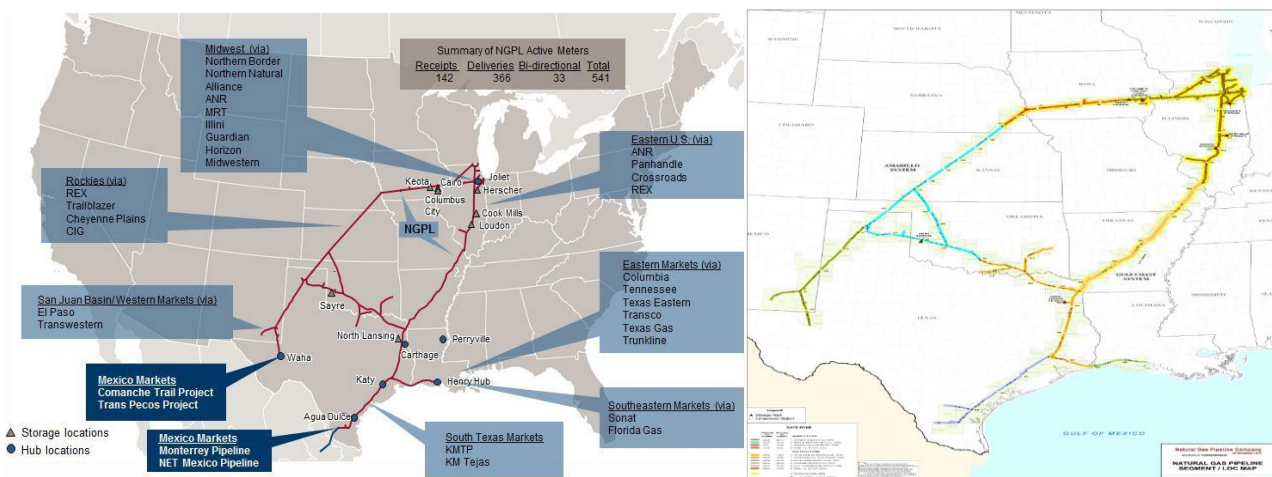 Midwest (via)
Northern Border
Northern Natural
Alliance
ANR
MRT
Illini
Guardian
Horizon
Midwestern
Summary of NGPL Active Meters
Receipts Deliveries Bi-directional Total
142 366 33 541
Eastern U.S. (via)
ANR
Panhandle
Crossroads
REX
Rockies (via)
REX
Trailblazer
Cheyenne Plains
CIG
Keota
Cairo
Columbus
City
Joliet
Herscher
Cook Mills
Loudon
NGPL
Eastern Markets (via)
Columbia
Tennessee
Texas Eastern
Transco
Texas Gas
Trunkline
San Juan Basin/Western Markets (via)
El Paso
Transwestern
Sayre
North Lansing
Carthage
Perryville
Waha
Katy
Henry Hub
Agua Dulce
Mexico Markets
Comanche Trail Project
Trans Pecos Project
Southeastern Markets (via)
Sonat
Florida Gas
Mexico Markets
Monterrey Pipeline
NET Mexico Pipeline
South Texas Markets
KMTP
KM Tejas
Storage locations
Hub locations
SOUTH DAKOTA
MINNESOTA
WISCONSIN
WYOMING
IOWA
NEBRASKA
ILLINOIS
COLORADO
AMARILLO
SYSTEM
KANSAS
MISSOURI
OKLAHOMA
ARKANSAS
GULF COAST
SYSTEM
TEXAS
LOUISIANA
MISSISSIPPI
GULF OF MEXICO
Legend
Natural Gas Pipeline Company
NATURAL GAS PIPELINE
SEGMENT / LOC MAP